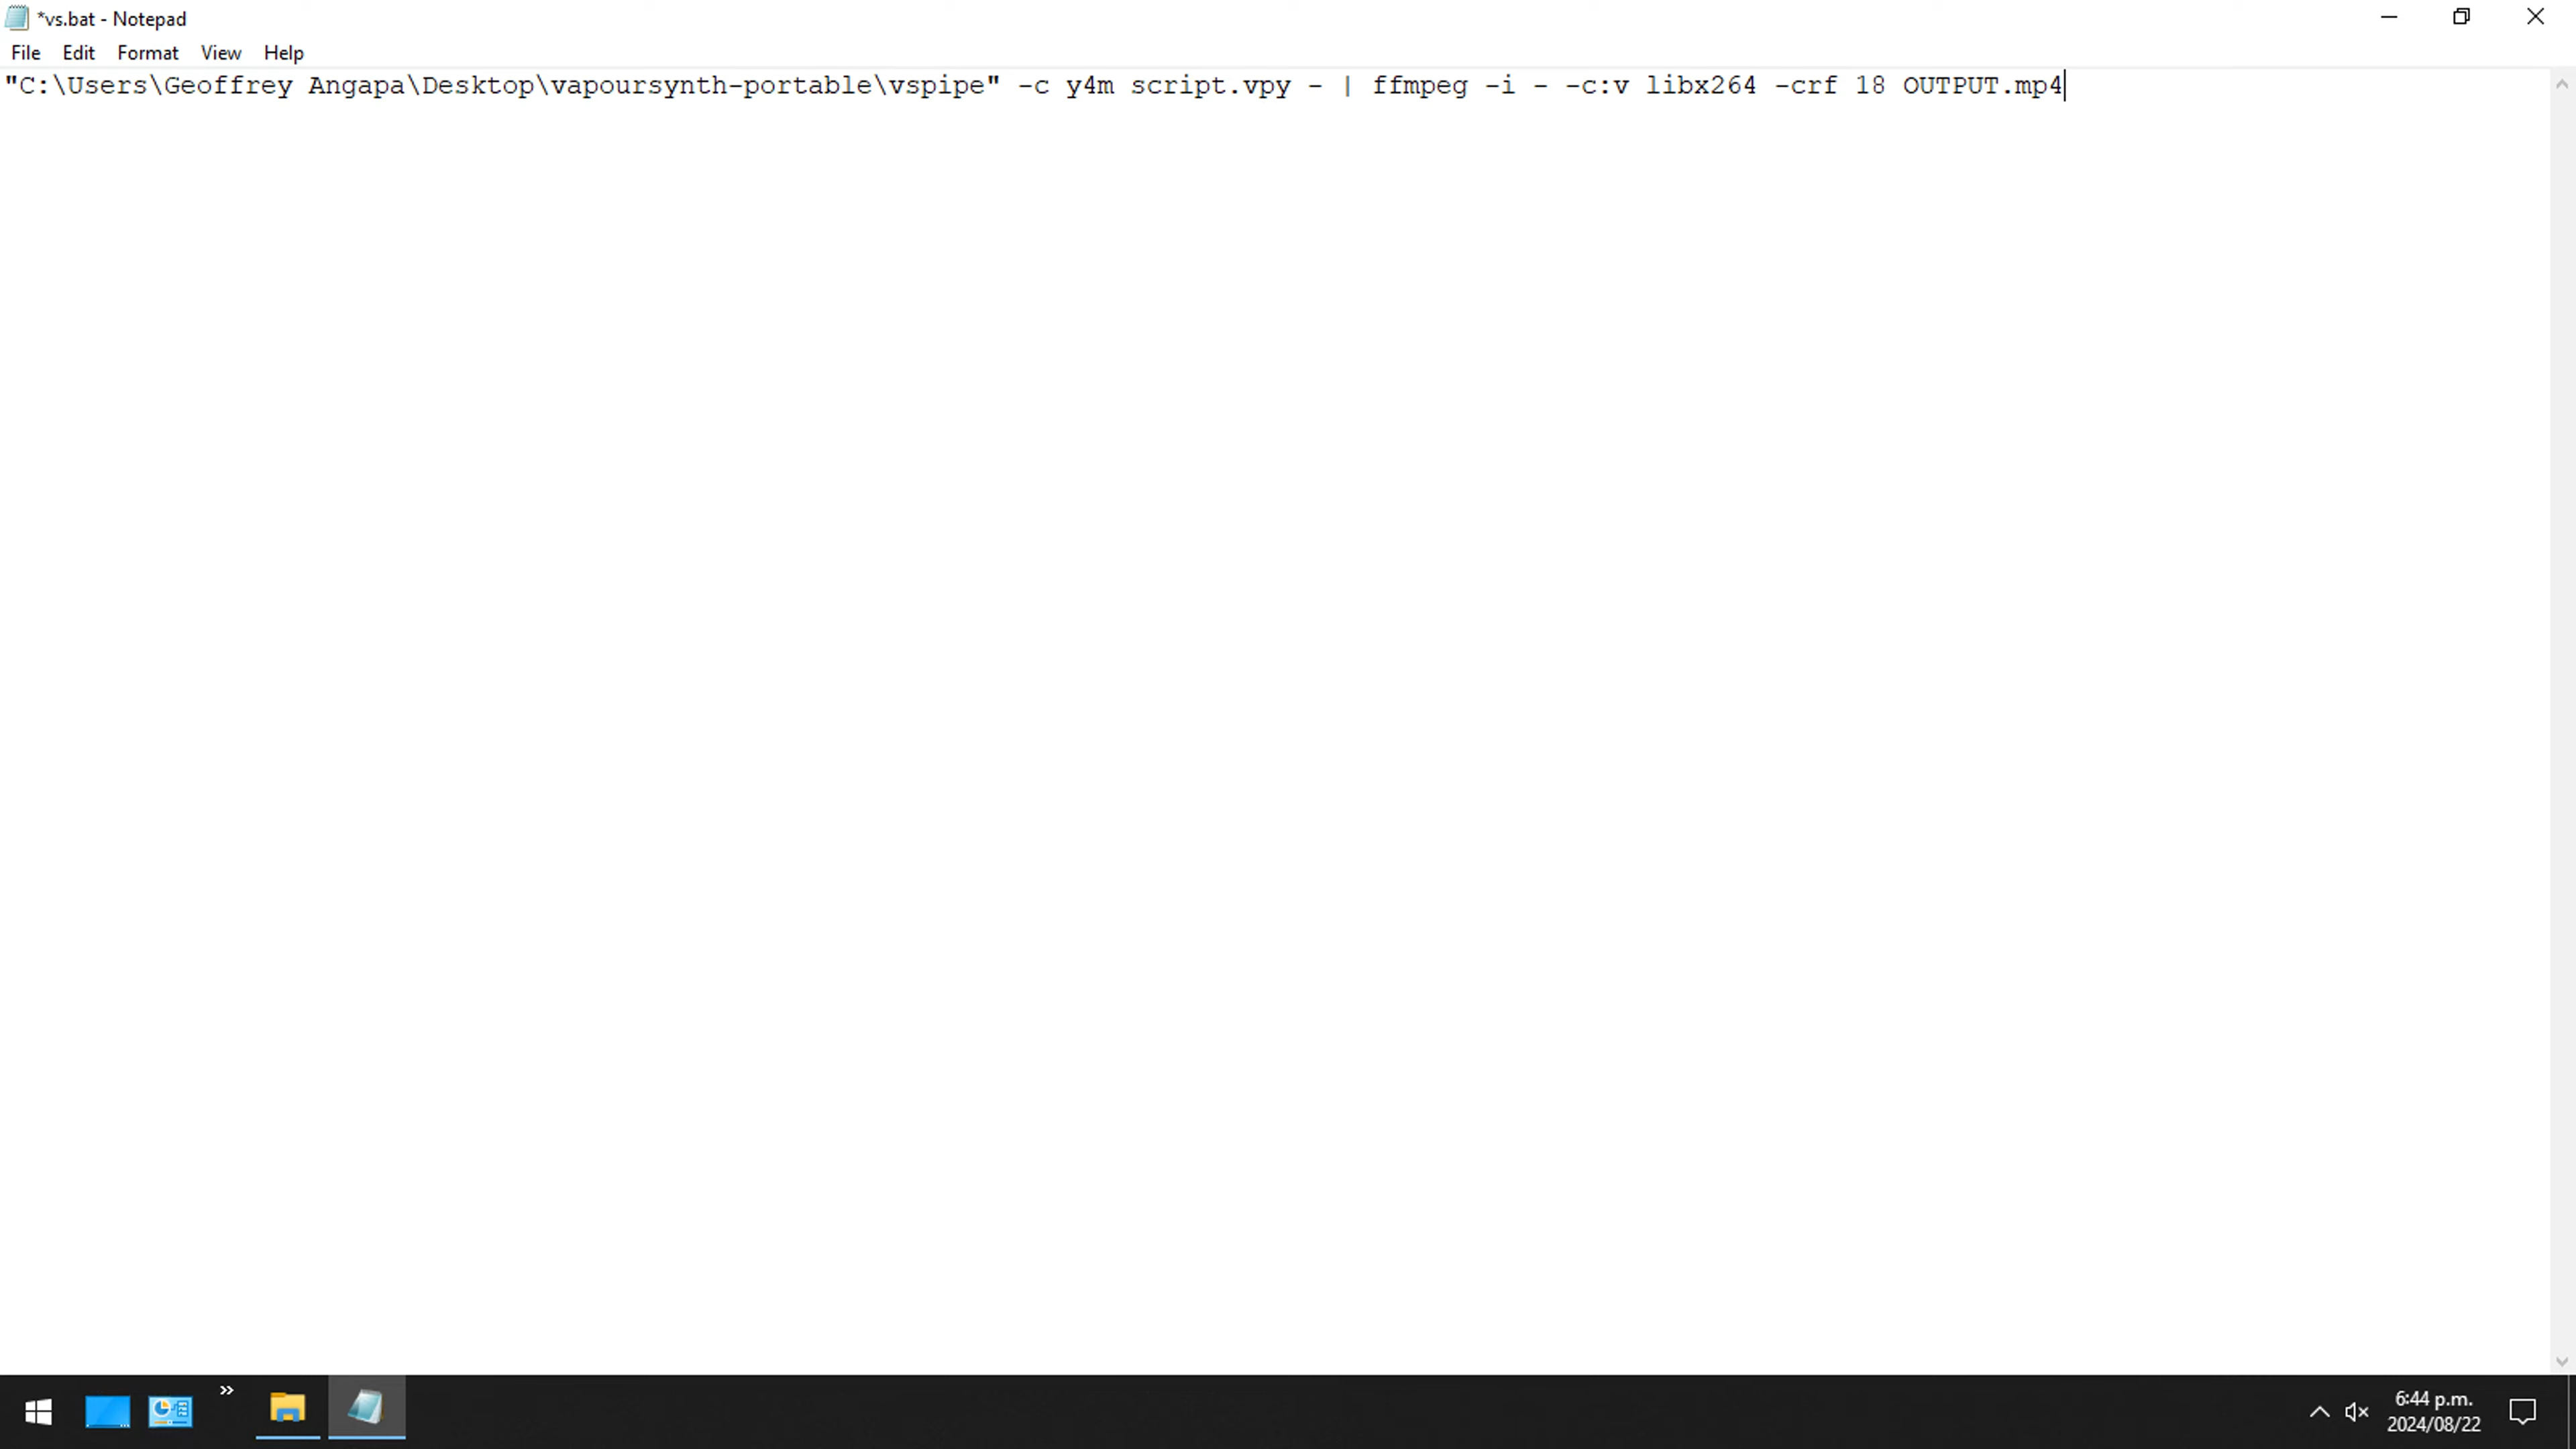 *vs.bat - Notepad
File Edit Format View Help
"C:\Users\Geoffrey Angapa\Desktop\vapoursynth-portable\vspipe" -c y4m script.vpy - | ffmpeg -i - -c:v libx264 -crf 18 OUTPUT.mp4
6:44 p.m.
2024/08/22